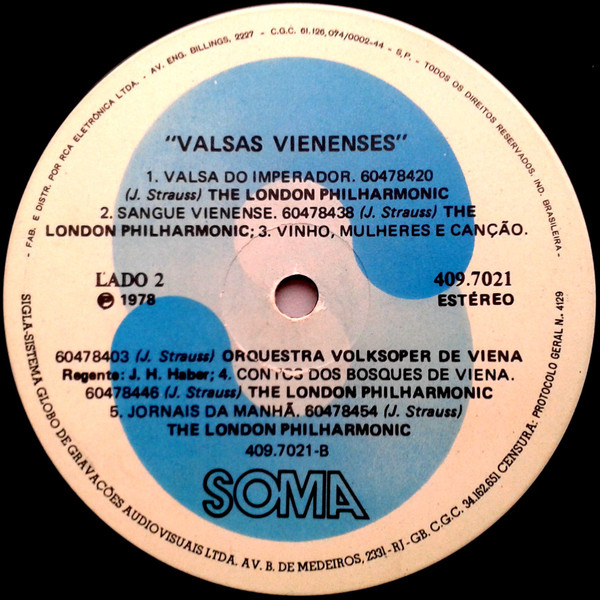 - FAB. E DISTR. POR RCA ELETRÔNICA LTDA. - AV. ENG. BILLINGS, 2227 - C.G.C. 61.126.074/0002-44 - S.P. - TODOS OS DIREITOS RESERVADOS. IND. BRASILEIRA -
"VALSAS VIENENSES"
1. VALSA DO IMPERADOR. 60478420
(J. Strauss) THE LONDON PHILHARMONIC
2. SANGUE VIENENSE. 60478438 (J. Strauss) THE
LONDON PHILHARMONIC; 3. VINHO, MULHERES E CANÇÃO.
LADO 2
℗ 1978
409.7021
ESTÉREO
60478403 (J. Strauss) ORQUESTRA VOLKSOPER DE VIENA
Regente: J. H. Haber; 4. CONTOS DOS BOSQUES DE VIENA.
60478446 (J. Strauss) THE LONDON PHILHARMONIC
5. JORNAIS DA MANHÃ. 60478454 (J. Strauss)
THE LONDON PHILHARMONIC
409.7021-B
SOMA
SIGLA-SISTEMA GLOBO DE GRAVAÇÕES AUDIOVISUAIS LTDA. AV. B. DE MEDEIROS, 2331 - RJ - GB. C.G.C. 34.162.651 CENSURA: PROTOCOLO GERAL N.. 4129